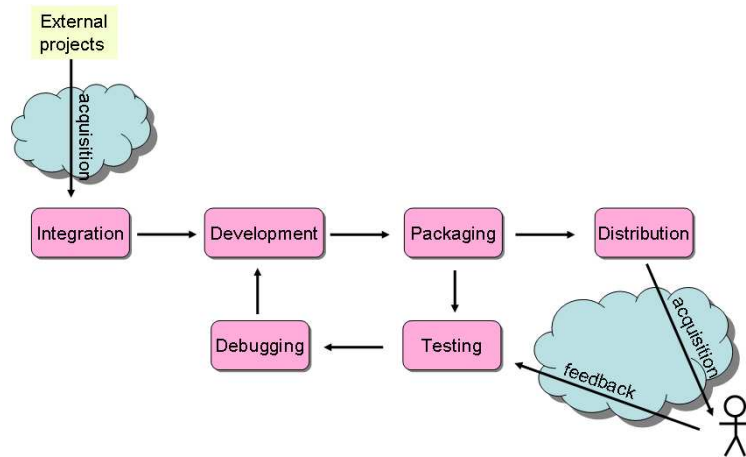 External
projects
acquisition
Integration
Development
Packaging
Distribution
Debugging
Testing
acquisition
feedback